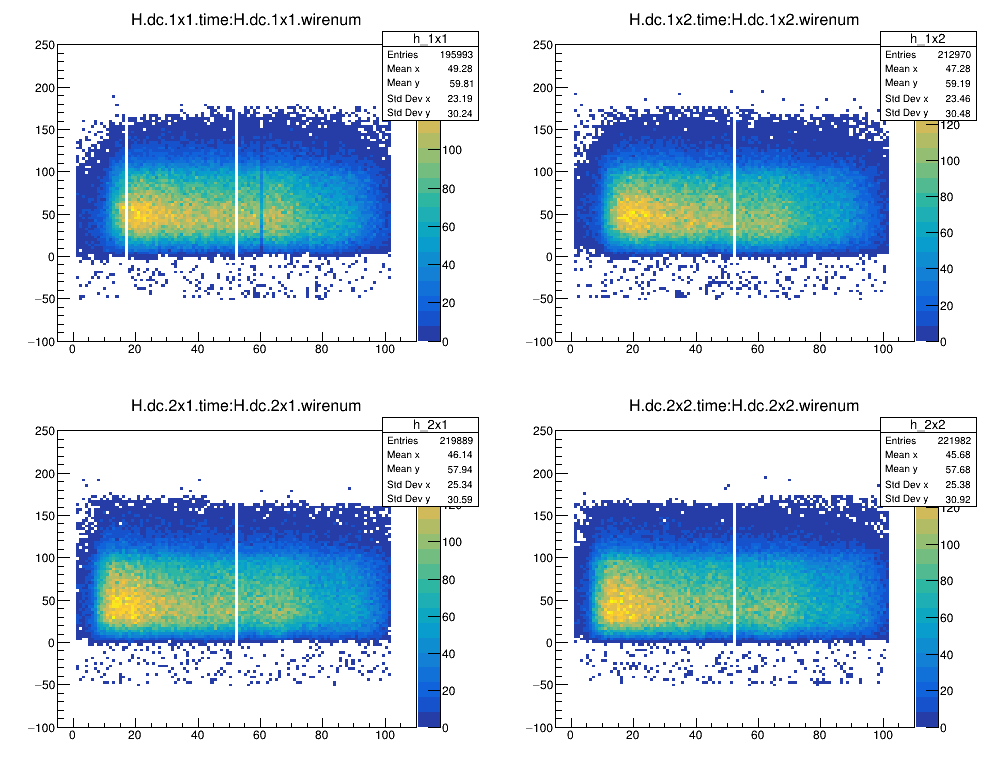 H.dc.1x1.time:H.dc.1x1.wirenum
h_1x1
Entries 195993
Mean x 49.28
Mean y 59.81
Std Dev x 23.19
Std Dev y 30.24
250
200
150
100
50
0
−50
−100
0 20 40 60 80 100
100
80
60
40
20
0
H.dc.1x2.time:H.dc.1x2.wirenum
h_1x2
Entries 212970
Mean x 47.28
Mean y 59.19
Std Dev x 23.46
Std Dev y 30.48
250
200
150
100
50
0
−50
−100
0 20 40 60 80 100
120
100
80
60
40
20
0
H.dc.2x1.time:H.dc.2x1.wirenum
h_2x1
Entries 219889
Mean x 46.14
Mean y 57.94
Std Dev x 25.34
Std Dev y 30.59
250
200
150
100
50
0
−50
−100
0 20 40 60 80 100
120
100
80
60
40
20
0
H.dc.2x2.time:H.dc.2x2.wirenum
h_2x2
Entries 221982
Mean x 45.68
Mean y 57.68
Std Dev x 25.38
Std Dev y 30.92
250
200
150
100
50
0
−50
−100
0 20 40 60 80 100
120
100
80
60
40
20
0